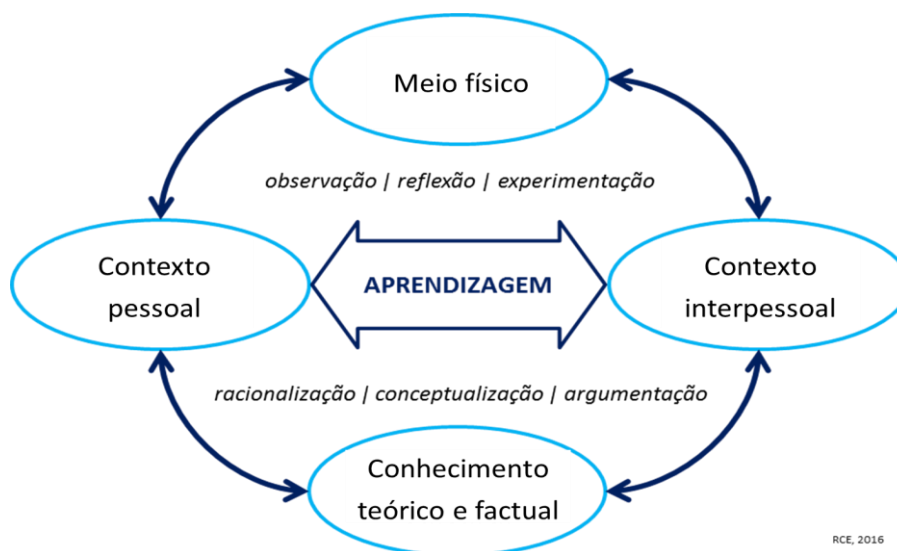 Meio físico
observação | reflexão | experimentação
Contexto
pessoal
APRENDIZAGEM
Contexto
interpessoal
racionalização | conceptualização | argumentação
Conhecimento
teórico e factual
RCE, 2016